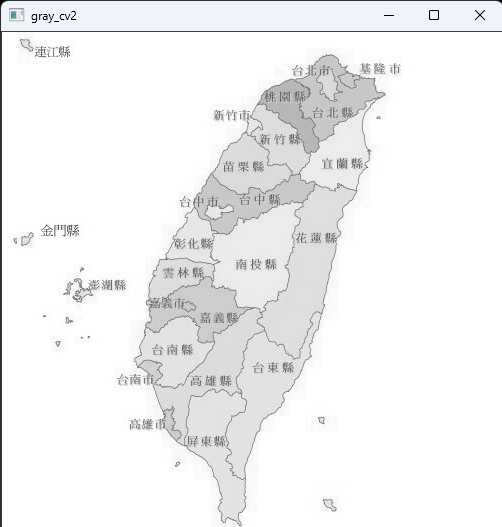 gray_cv2
連江縣
台北市
基隆市
桃園縣
台北縣
新竹市
新竹縣
宜蘭縣
苗栗縣
台中市
台中縣
金門縣
彰化縣
花蓮縣
南投縣
雲林縣
澎湖縣
嘉義市
嘉義縣
台南縣
台東縣
台南市
高雄縣
高雄市
屏東縣